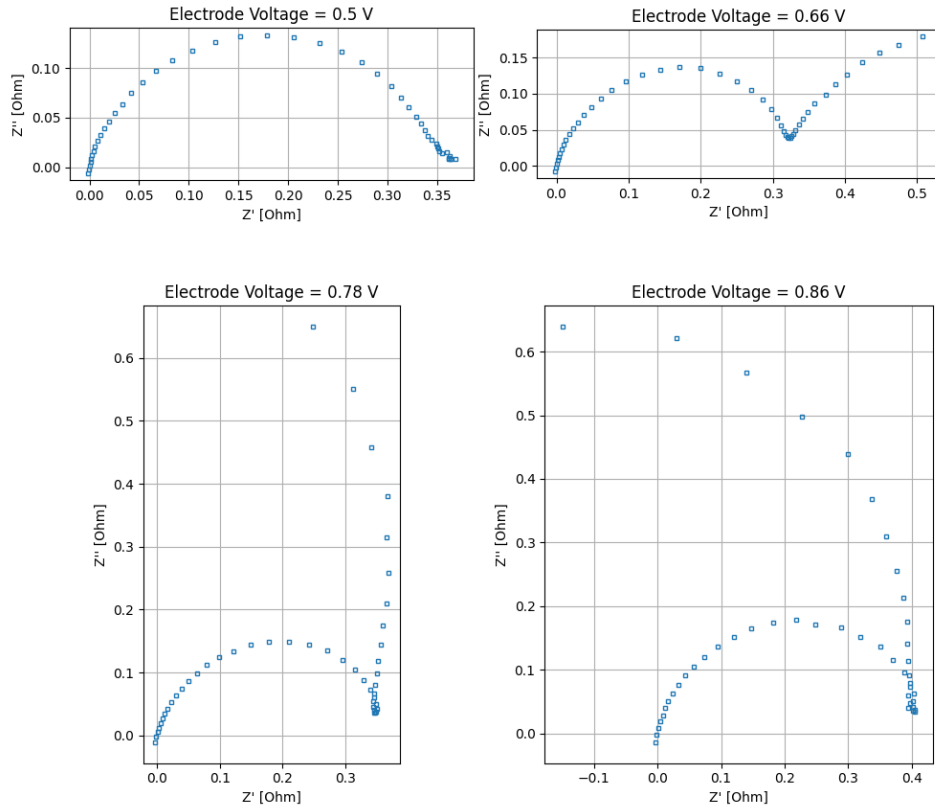 Electrode Voltage = 0.5 V
Z'' [Ohm]
0.10
0.05
0.00
0.00 0.05 0.10 0.15 0.20 0.25 0.30 0.35
Z' [Ohm]
Electrode Voltage = 0.66 V
Z'' [Ohm]
0.15
0.10
0.05
0.00
0.0 0.1 0.2 0.3 0.4 0.5
Z' [Ohm]
Electrode Voltage = 0.78 V
Z'' [Ohm]
0.6
0.5
0.4
0.3
0.2
0.1
0.0
0.0 0.1 0.2 0.3
Z' [Ohm]
Electrode Voltage = 0.86 V
Z'' [Ohm]
0.6
0.5
0.4
0.3
0.2
0.1
0.0
−0.1 0.0 0.1 0.2 0.3 0.4
Z' [Ohm]